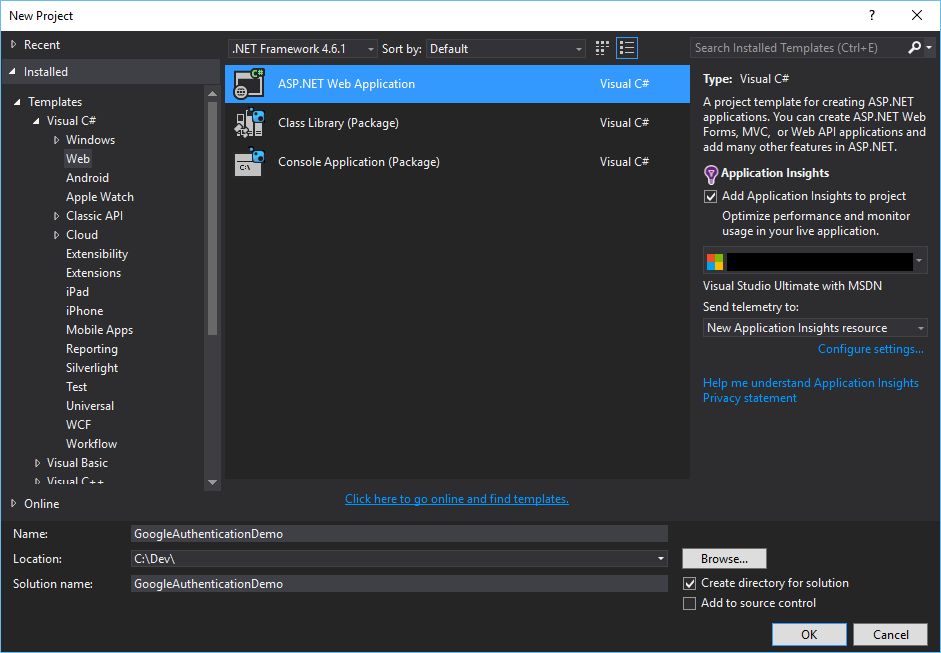 New Project
?
Recent
.NET Framework 4.6.1 Sort by: Default
Search Installed Templates (Ctrl+E)
Installed
Templates
Visual C#
Windows
Web
Android
Apple Watch
Classic API
Cloud
Extensibility
Extensions
iPad
iPhone
Mobile Apps
Reporting
Silverlight
Test
Universal
WCF
Workflow
Visual Basic
Visual C++
Online
C#
ASP.NET Web Application Visual C#
Class Library (Package) Visual C#
C:\
Console Application (Package) Visual C#
Click here to go online and find templates.
Type: Visual C#
A project template for creating ASP.NET
applications. You can create ASP.NET Web
Forms, MVC, or Web API applications and
add many other features in ASP.NET.
Application Insights
Add Application Insights to project
Optimize performance and monitor
usage in your live application.
Visual Studio Ultimate with MSDN
Send telemetry to:
New Application Insights resource
Configure settings...
Help me understand Application Insights
Privacy statement
Name: GoogleAuthenticationDemo
Location: C:\Dev\ Browse...
Solution name: GoogleAuthenticationDemo
Create directory for solution
Add to source control
OK Cancel